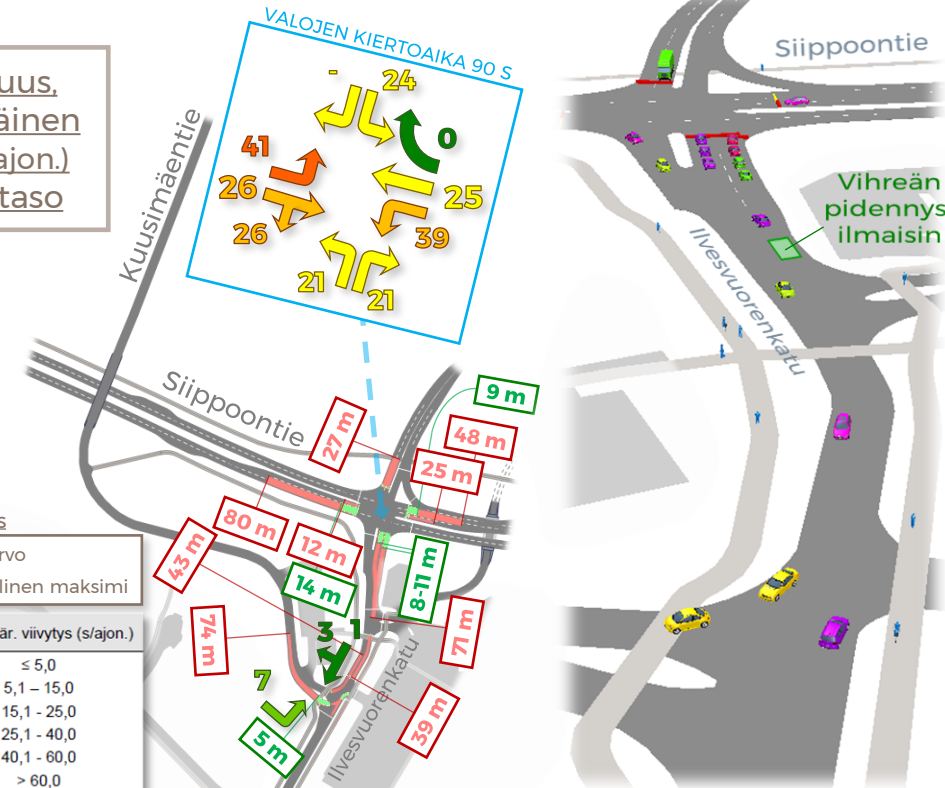 VALOJEN KIERTOAIKA 90 S
uus,
äinen
ajon.)
taso
-
24
0
41
26
26
25
39
21
21
Kuusimäentie
Siippoontie
27 m
9 m
48 m
25 m
80 m
12 m
14 m
43 m
74 m
8-11 m
71 m
3
1
7
5 m
39 m
Ilvesvuorenkatu
s
rvo
llinen maksimi
är. viivytys (s/ajon.)
≤ 5,0
5,1 – 15,0
15,1 - 25,0
25,1 - 40,0
40,1 - 60,0
> 60,0
Siippoontie
Vihreän
pidennys
ilmaisin
Ilvesvuorenkatu